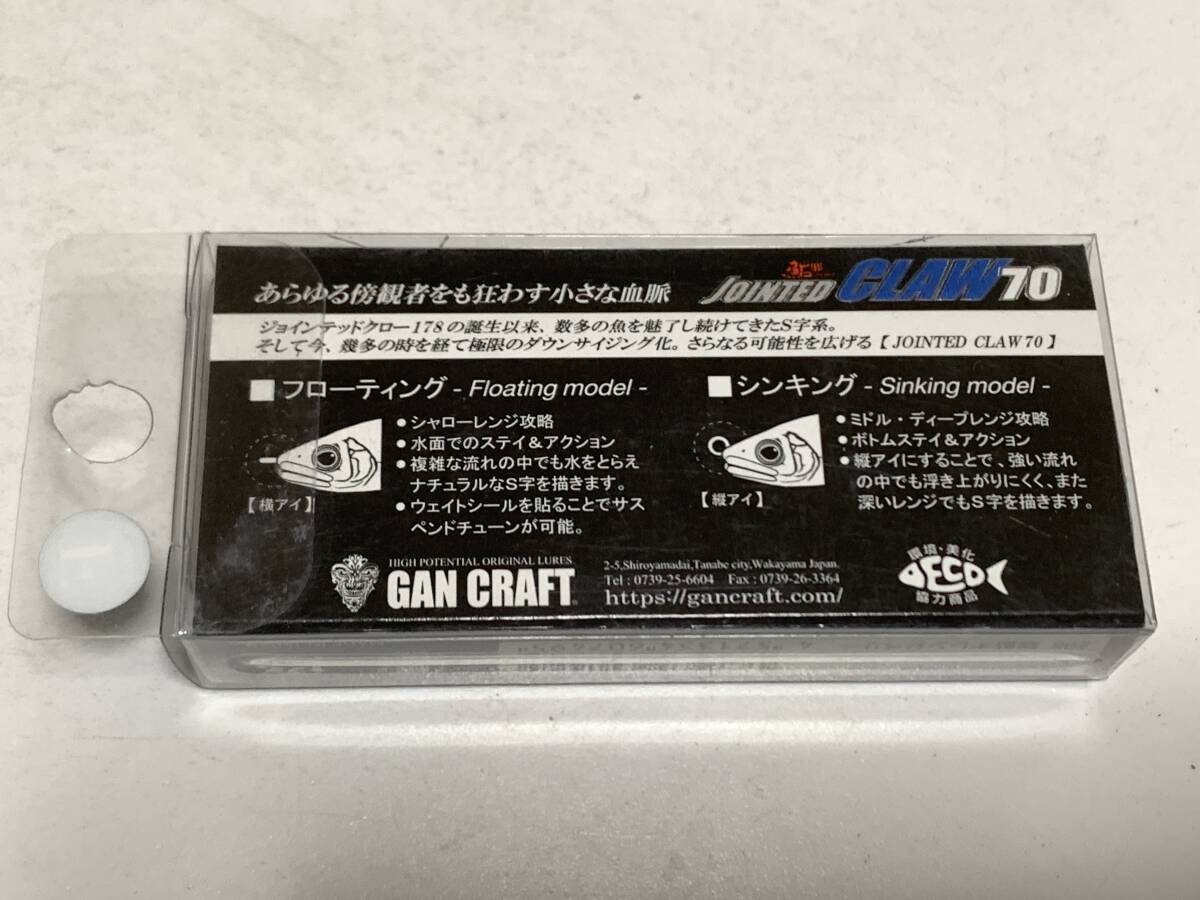 あらゆる傍観者をも狂わす小さな血脈
JOINTED CLAW 70
ジョインテッドクロー178の誕生以来、数多の魚を魅了し続けてきたS字系。
そして今、幾多の時を経て極限のダウンサイジング化。さらなる可能性を広げる【JOINTED CLAW 70】
フローティング - Floating model -
●シャローレンジ攻略
●水面でのステイ&アクション
●複雑な流れの中でも水をとらえ
ナチュラルなS字を描きます。
●ウェイトシールを貼ることでサス
ペンドチューンが可能。
【横アイ】
シンキング - Sinking model -
●ミドル・ディープレンジ攻略
●ボトムステイ&アクション
●縦アイにすることで、強い流れ
の中でも浮き上がりにくく、また
深いレンジでもS字を描きます。
【縦アイ】
HIGH POTENTIAL ORIGINAL LURES
GAN CRAFT
2-5,Shiroyamadai,Tanabe city,Wakayama Japan.
Tel : 0739-25-6604 Fax : 0739-26-3364
https://gancraft.com/
環境・美化
ECO
協力商品